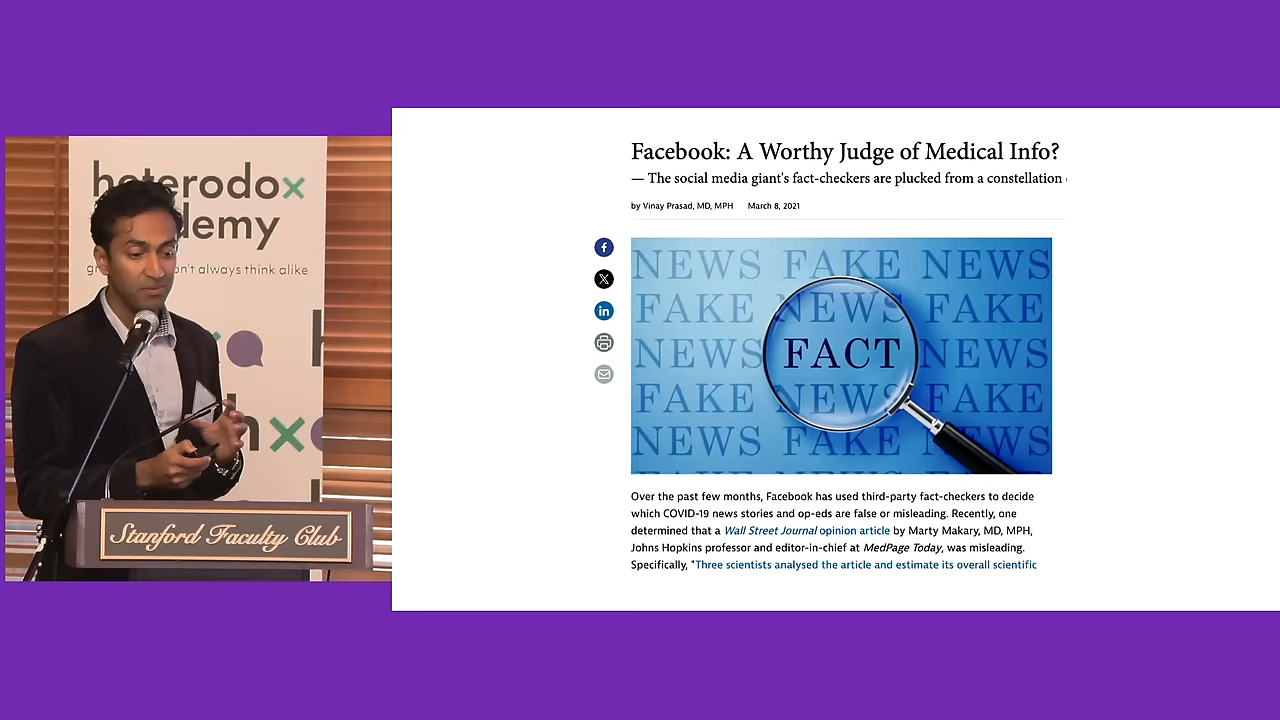 heterodox
demy
gr on't always think alike
h
hx
Stanford Faculty Club
Facebook: A Worthy Judge of Medical Info?
— The social media giant's fact-checkers are plucked from a constellation
by Vinay Prasad, MD, MPH March 8, 2021
NEWS FAKE NEWS
FAKE NEWS FAKE
NEWS FACT NEWS
FAKE NEWS FAKE
NEWS FAKE NEWS
Over the past few months, Facebook has used third-party fact-checkers to decide
which COVID-19 news stories and op-eds are false or misleading. Recently, one
determined that a Wall Street Journal opinion article by Marty Makary, MD, MPH,
Johns Hopkins professor and editor-in-chief at MedPage Today, was misleading.
Specifically, "Three scientists analysed the article and estimate its overall scientific